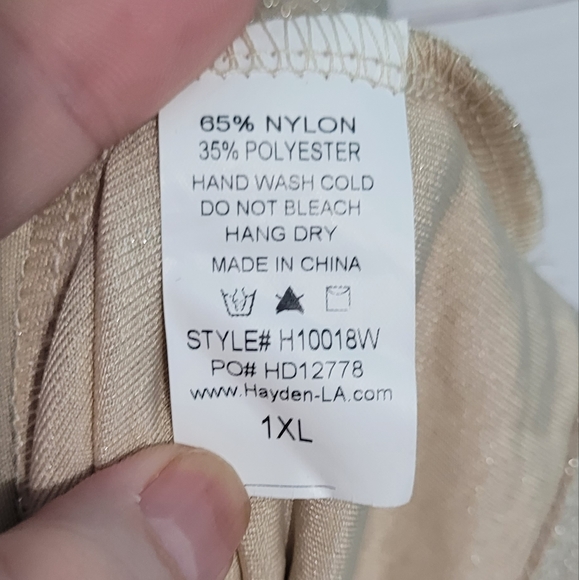 65% NYLON
35% POLYESTER
HAND WASH COLD
DO NOT BLEACH
HANG DRY
MADE IN CHINA
STYLE# H10018W
PO# HD12778
www.Hayden-LA.com
1XL